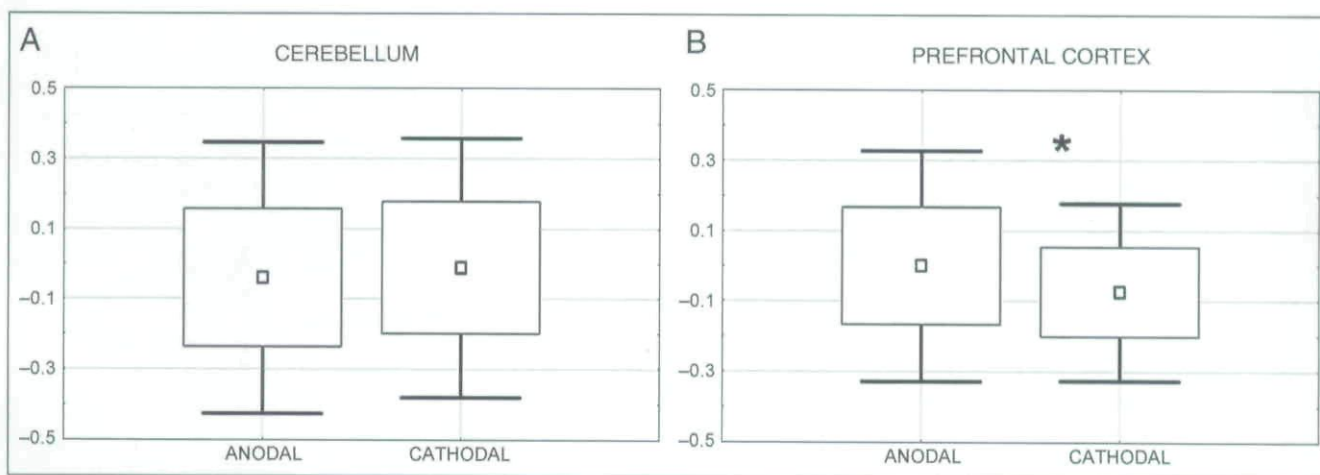 A
CEREBELLUM
0.5
0.3
0.1
–0.1
–0.3
–0.5
ANODAL CATHODAL
B
PREFRONTAL CORTEX
*
0.5
0.3
0.1
–0.1
–0.3
–0.5
ANODAL CATHODAL